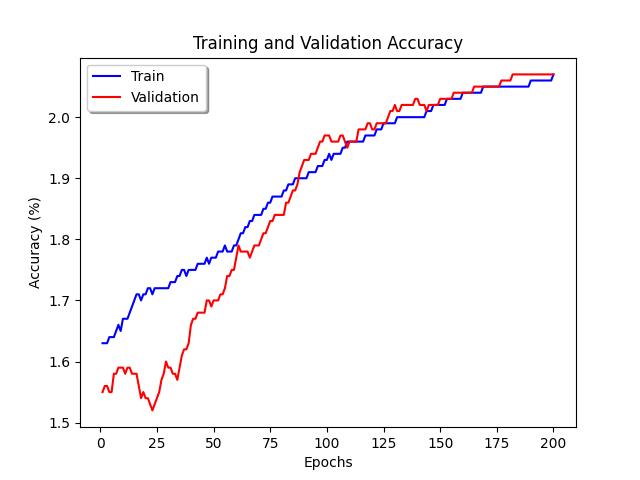 Training and Validation Accuracy
Train
Validation
Accuracy (%)
2.0
1.9
1.8
1.7
1.6
1.5
0 25 50 75 100 125 150 175 200
Epochs